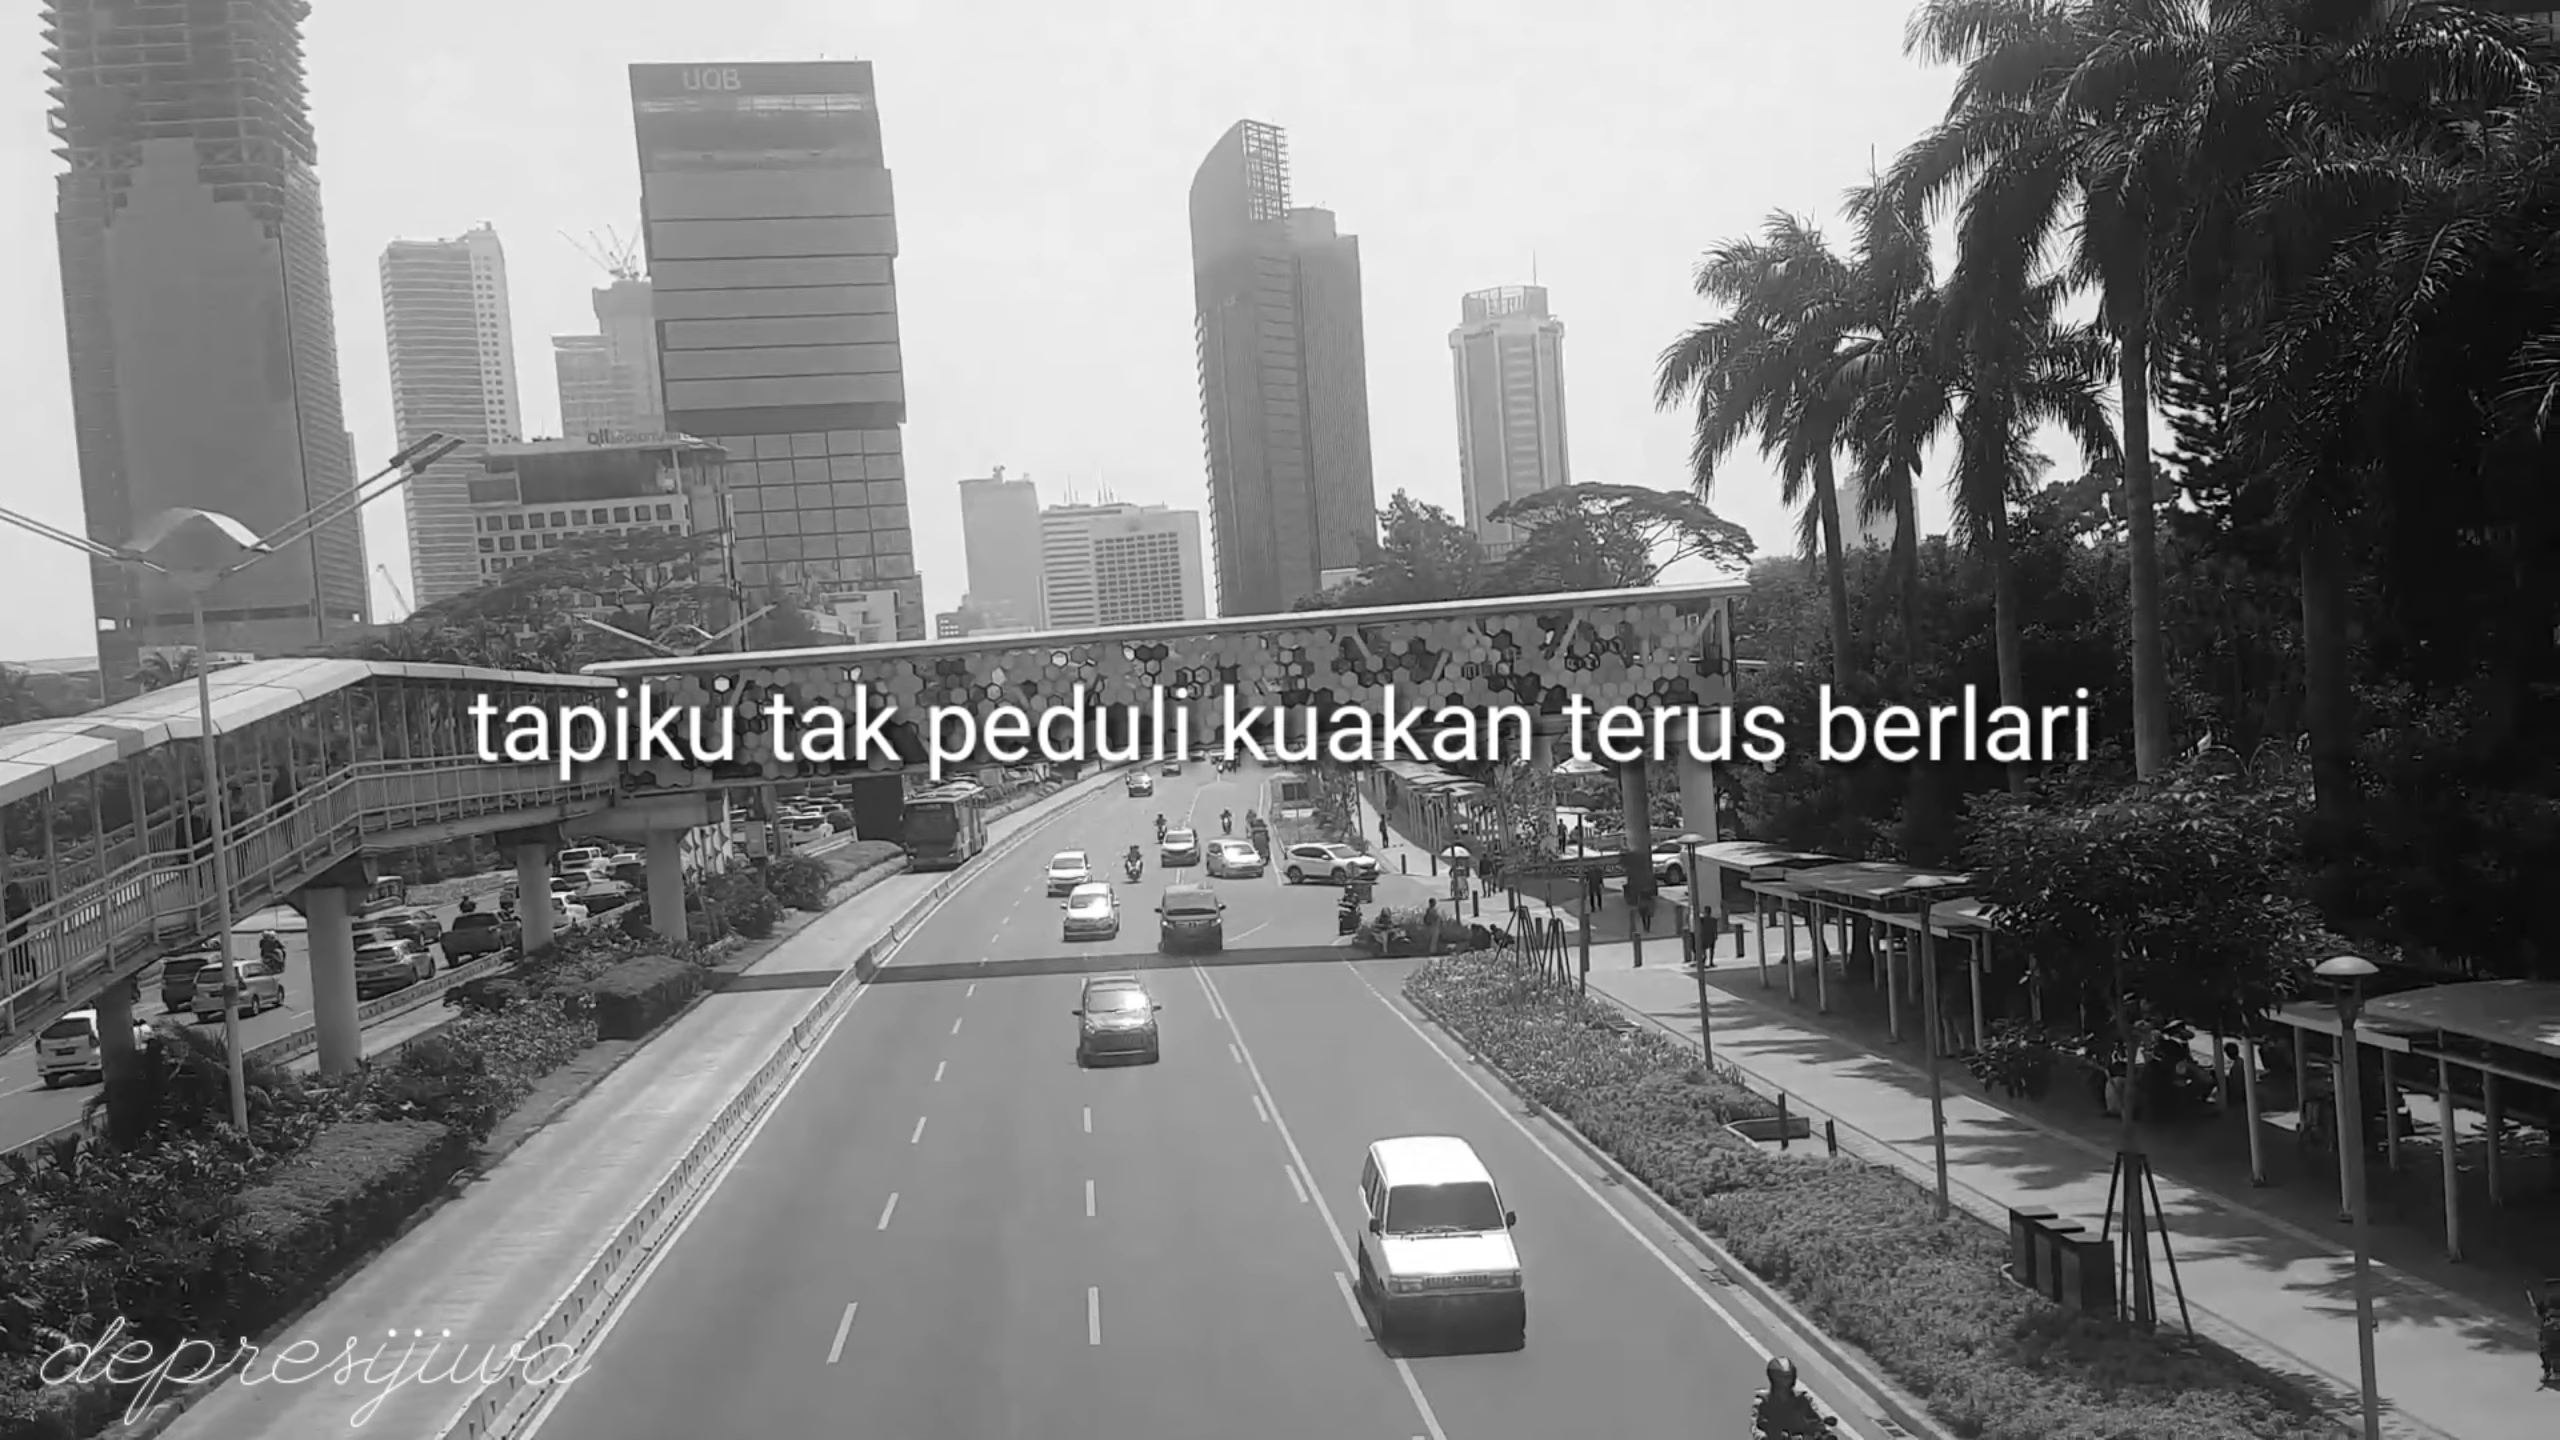 UOB
tapiku tak peduli kuakan terus berlari
depresijiwa